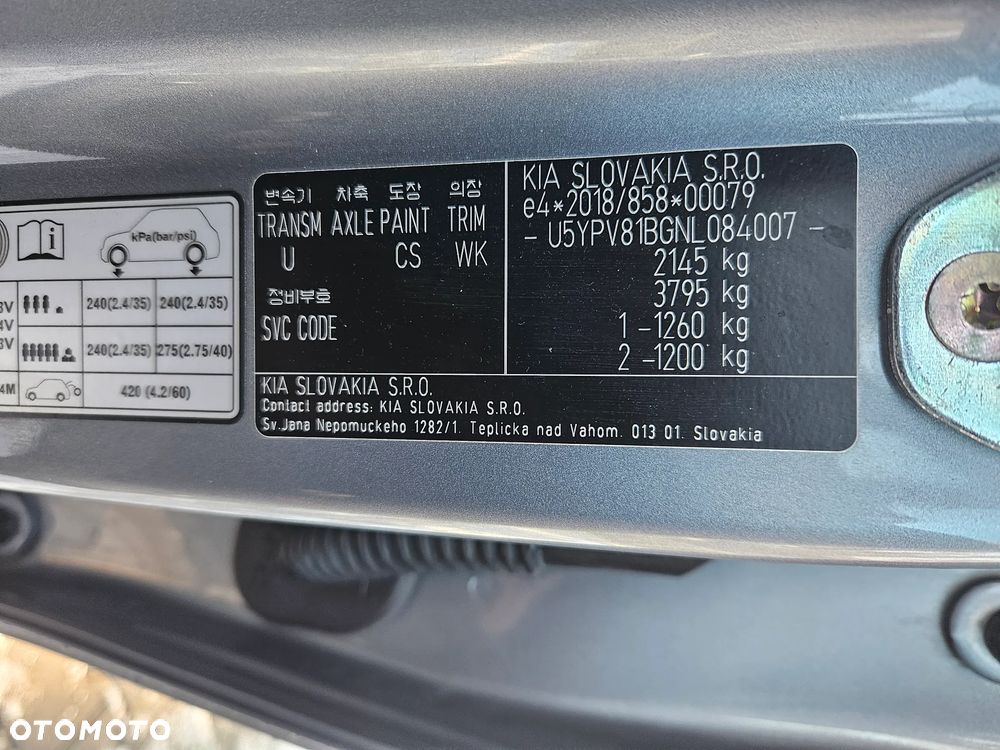 kPa(bar/psi)
3V
240(2.4/35) 240(2.4/35)
4V
3V
240(2.4/35) 275(2.75/40)
4M
420 (4.2/60)
변속기 차축 도장 의장
TRANSM AXLE PAINT TRIM
U CS WK
정비부호
SVC CODE
KIA SLOVAKIA S.R.O.
e4*2018/858*00079
- U5YPV81BGNL084007 -
2145 kg
3795 kg
1 -1260 kg
2 -1200 kg
KIA SLOVAKIA S.R.O.
Contact address: KIA SLOVAKIA S.R.O.
Sv.Jana Nepomuckeho 1282/1. Teplicka nad Vahom. 013 01. Slovakia
OTOMOTO